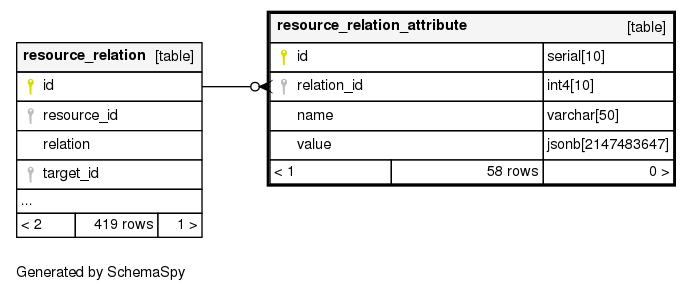 resource_relation_attribute [table]
id serial[10]
relation_id int4[10]
name varchar[50]
value jsonb[2147483647]
< 1 58 rows 0 >
resource_relation [table]
id
resource_id
relation
target_id
...
< 2 419 rows 1 >
Generated by SchemaSpy